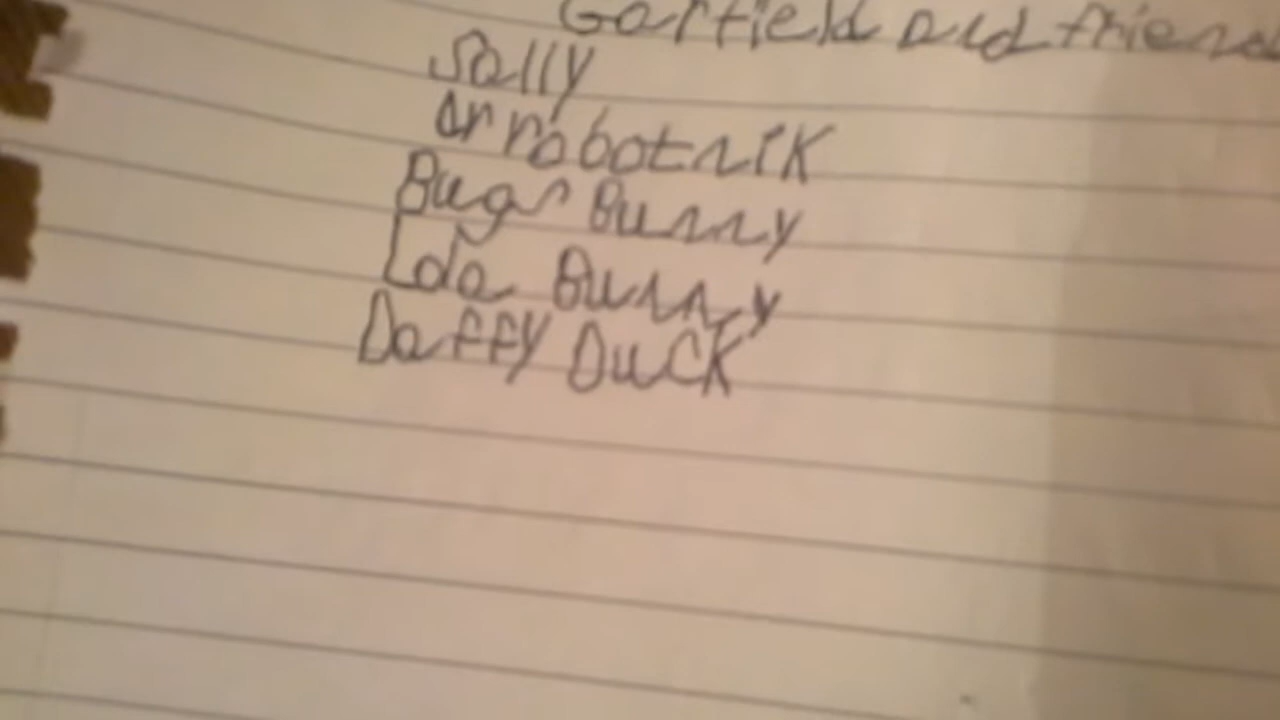 Garfield and friends
Sally
Dr robotnik
Bugs Bunny
Lola Bunny
Daffy Duck